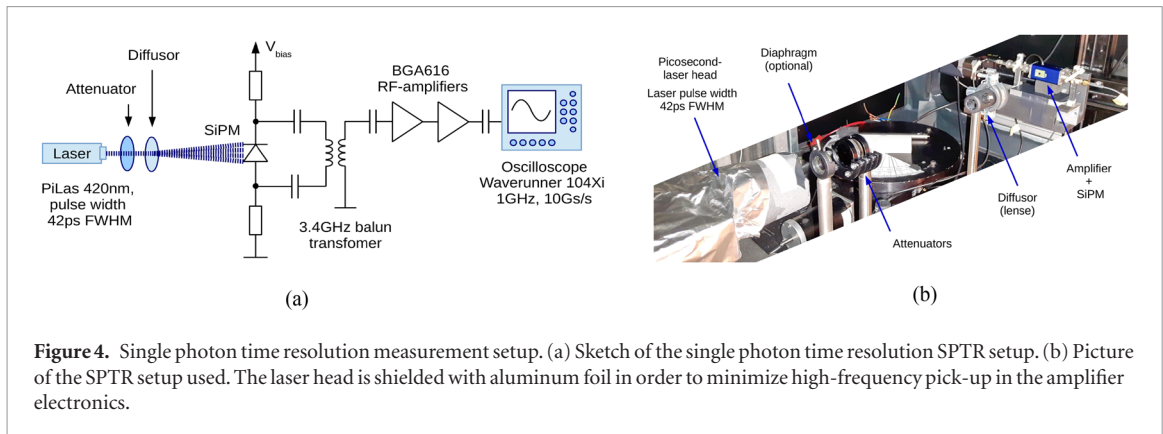 V_bias
Diffusor
Attenuator
BGA616
RF-amplifiers
SiPM
Laser
PiLas 420nm,
pulse width
42ps FWHM
3.4GHz balun
transfomer
Oscilloscope
Waverunner 104Xi
1GHz, 10Gs/s
(a)
Picosecond-
laser head
Laser pulse width
42ps FWHM
Diaphragm
(optional)
Amplifier
+
SiPM
Diffusor
(lense)
Attenuators
(b)
Figure 4. Single photon time resolution measurement setup. (a) Sketch of the single photon time resolution SPTR setup. (b) Picture
of the SPTR setup used. The laser head is shielded with aluminum foil in order to minimize high-frequency pick-up in the amplifier
electronics.